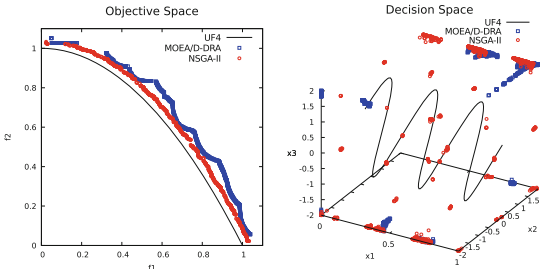 Objective Space
UF4
MOEA/D-DRA
NSGA-II
1
0.8
0.6
0.4
0.2
0
f2
0
0.2
0.4
0.6
0.8
1
f1
Decision Space
UF4
MOEA/D-DRA
NSGA-II
2
1.5
1
0.5
0
-0.5
-1
-1.5
-2
x3
0
0.5
1
x1
-2
-1.5
-1
-0.5
0
0.5
1
1.5
x2